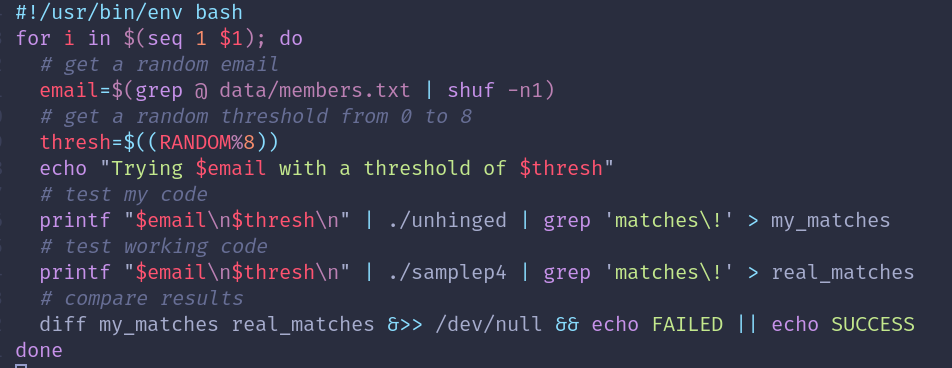 #!/usr/bin/env bash
for i in $(seq 1 $1); do
  # get a random email
  email=$(grep @ data/members.txt | shuf -n1)
  # get a random threshold from 0 to 8
  thresh=$((RANDOM%8))
  echo "Trying $email with a threshold of $thresh"
  # test my code
  printf "$email\n$thresh\n" | ./unhinged | grep 'matches\!' > my_matches
  # test working code
  printf "$email\n$thresh\n" | ./samplep4 | grep 'matches\!' > real_matches
  # compare results
  diff my_matches real_matches &>> /dev/null && echo FAILED || echo SUCCESS
done